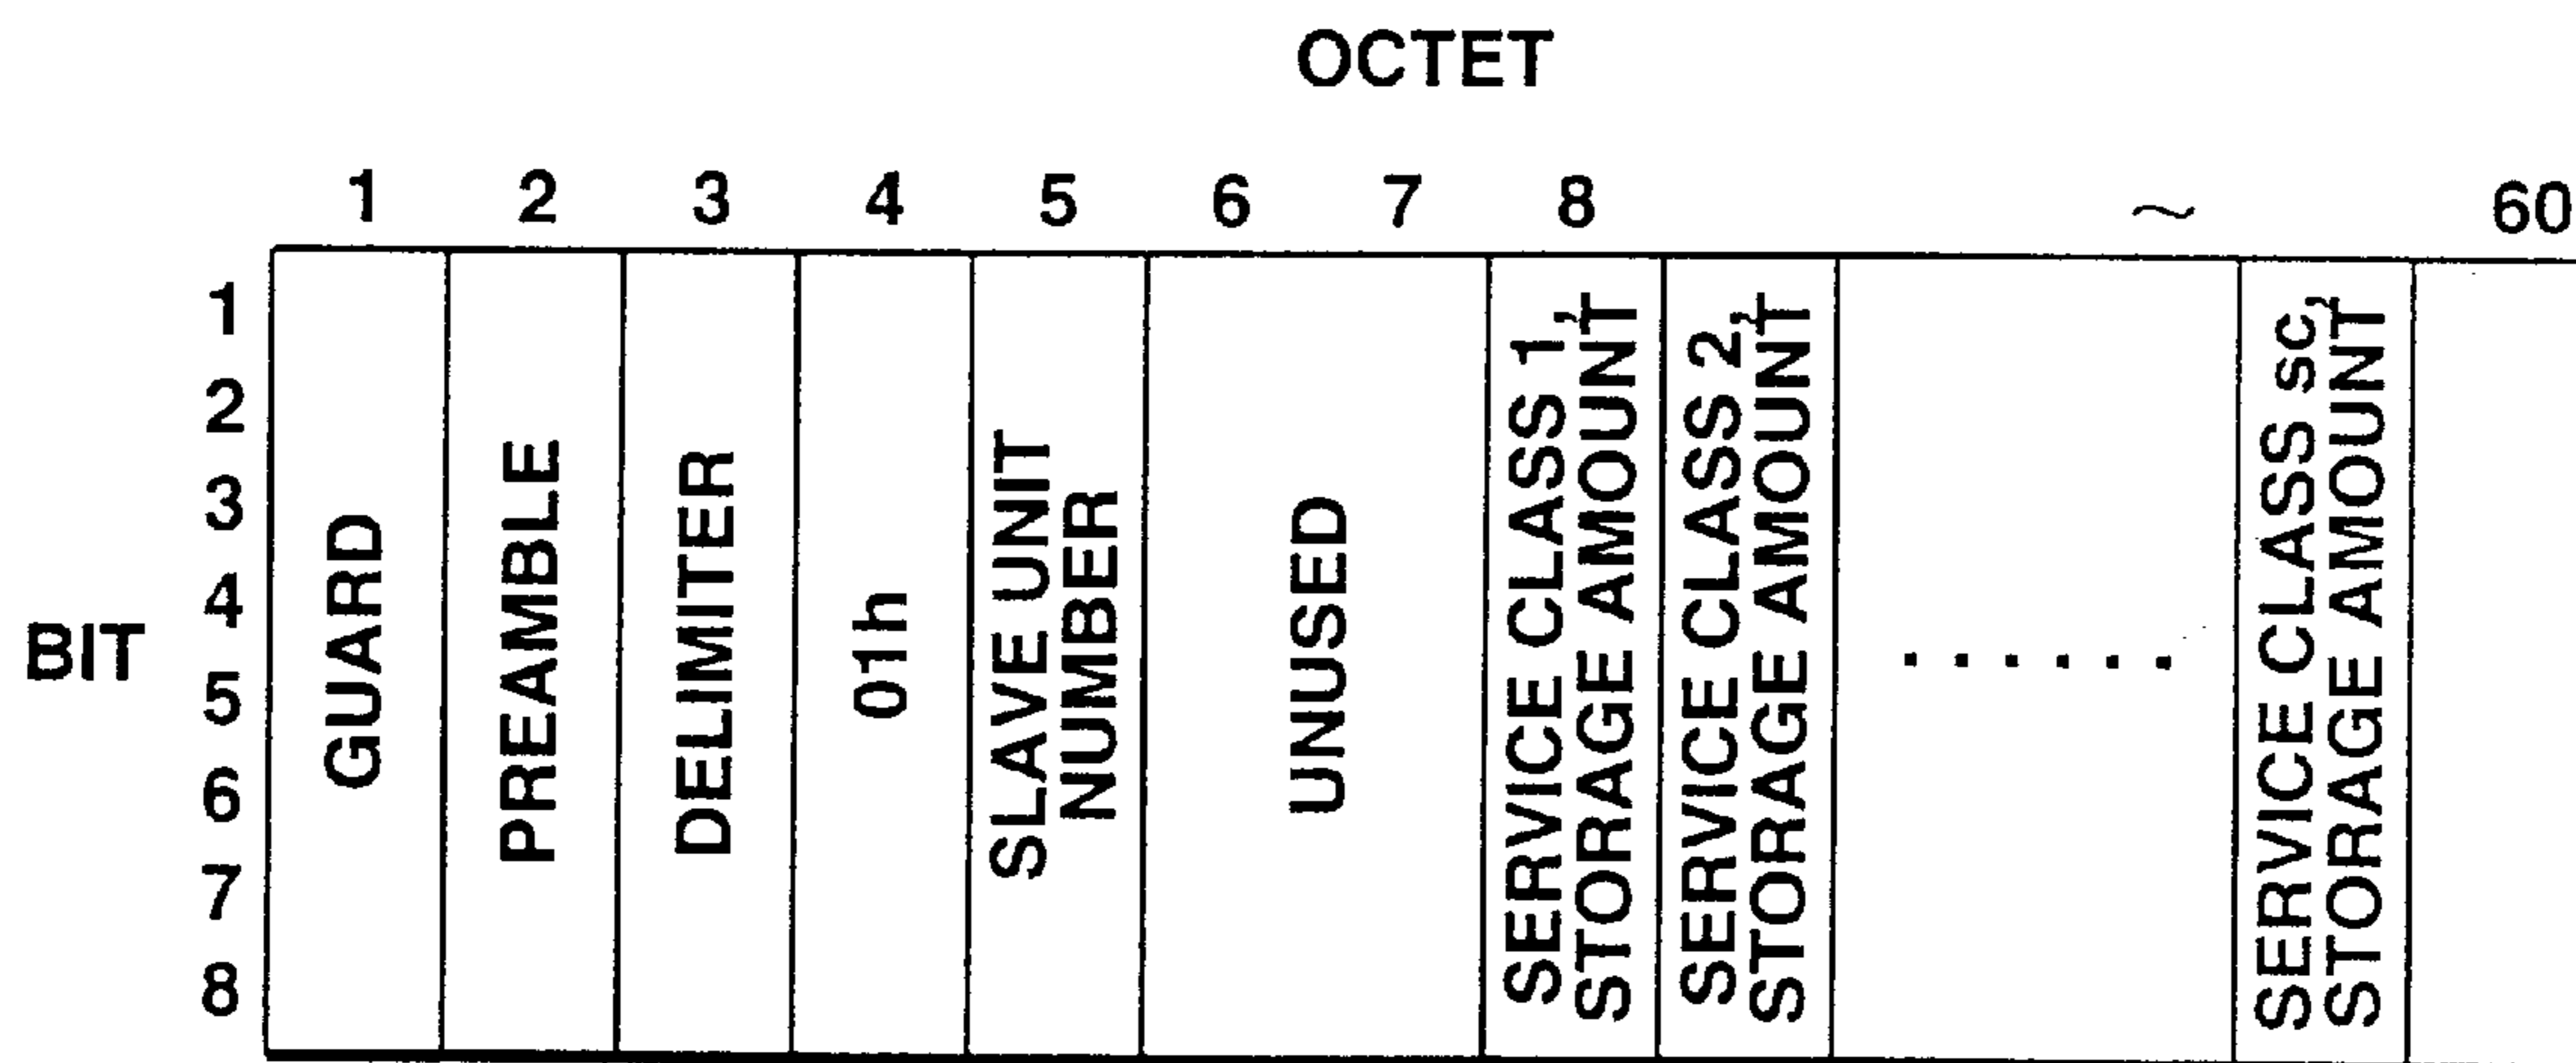 OCTET
1 2 3 4 5 6 7 8 ~ 60
BIT
1
2
3
4
5
6
7
8
GUARD
PREAMBLE
DELIMITER
01h
SLAVE UNIT
NUMBER
UNUSED
SERVICE CLASS 1,
STORAGE AMOUNT
SERVICE CLASS 2,
STORAGE AMOUNT
......
SERVICE CLASS sc,
STORAGE AMOUNT